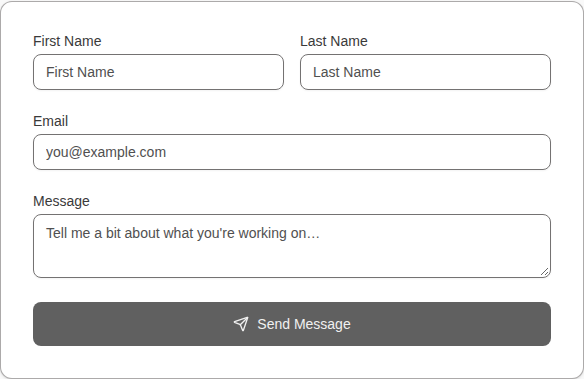 First Name Last Name
First Name Last Name
Email
you@example.com
Message
Tell me a bit about what you're working on…
Send Message